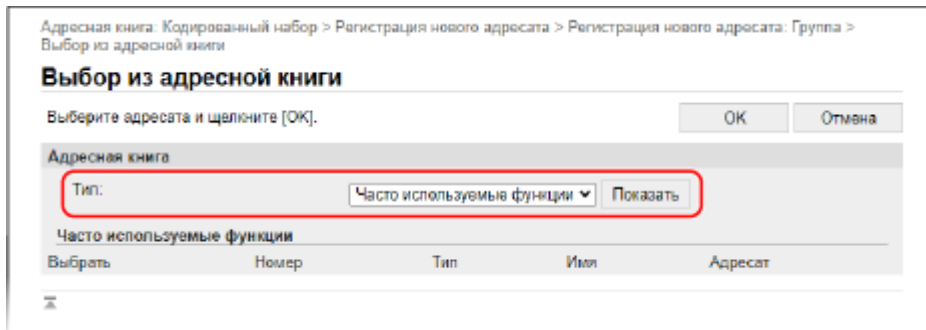 Адресная книга: Кодированный набор > Регистрация нового адресата > Регистрация нового адресата: Группа >
Выбор из адресной книги
Выбор из адресной книги
Выберите адресата и щелкните [OK].
OK
Отмена
Адресная книга
Тип:
Часто используемые функции
Показать
Часто используемые функции
Выбрать Номер Тип Имя Адресат